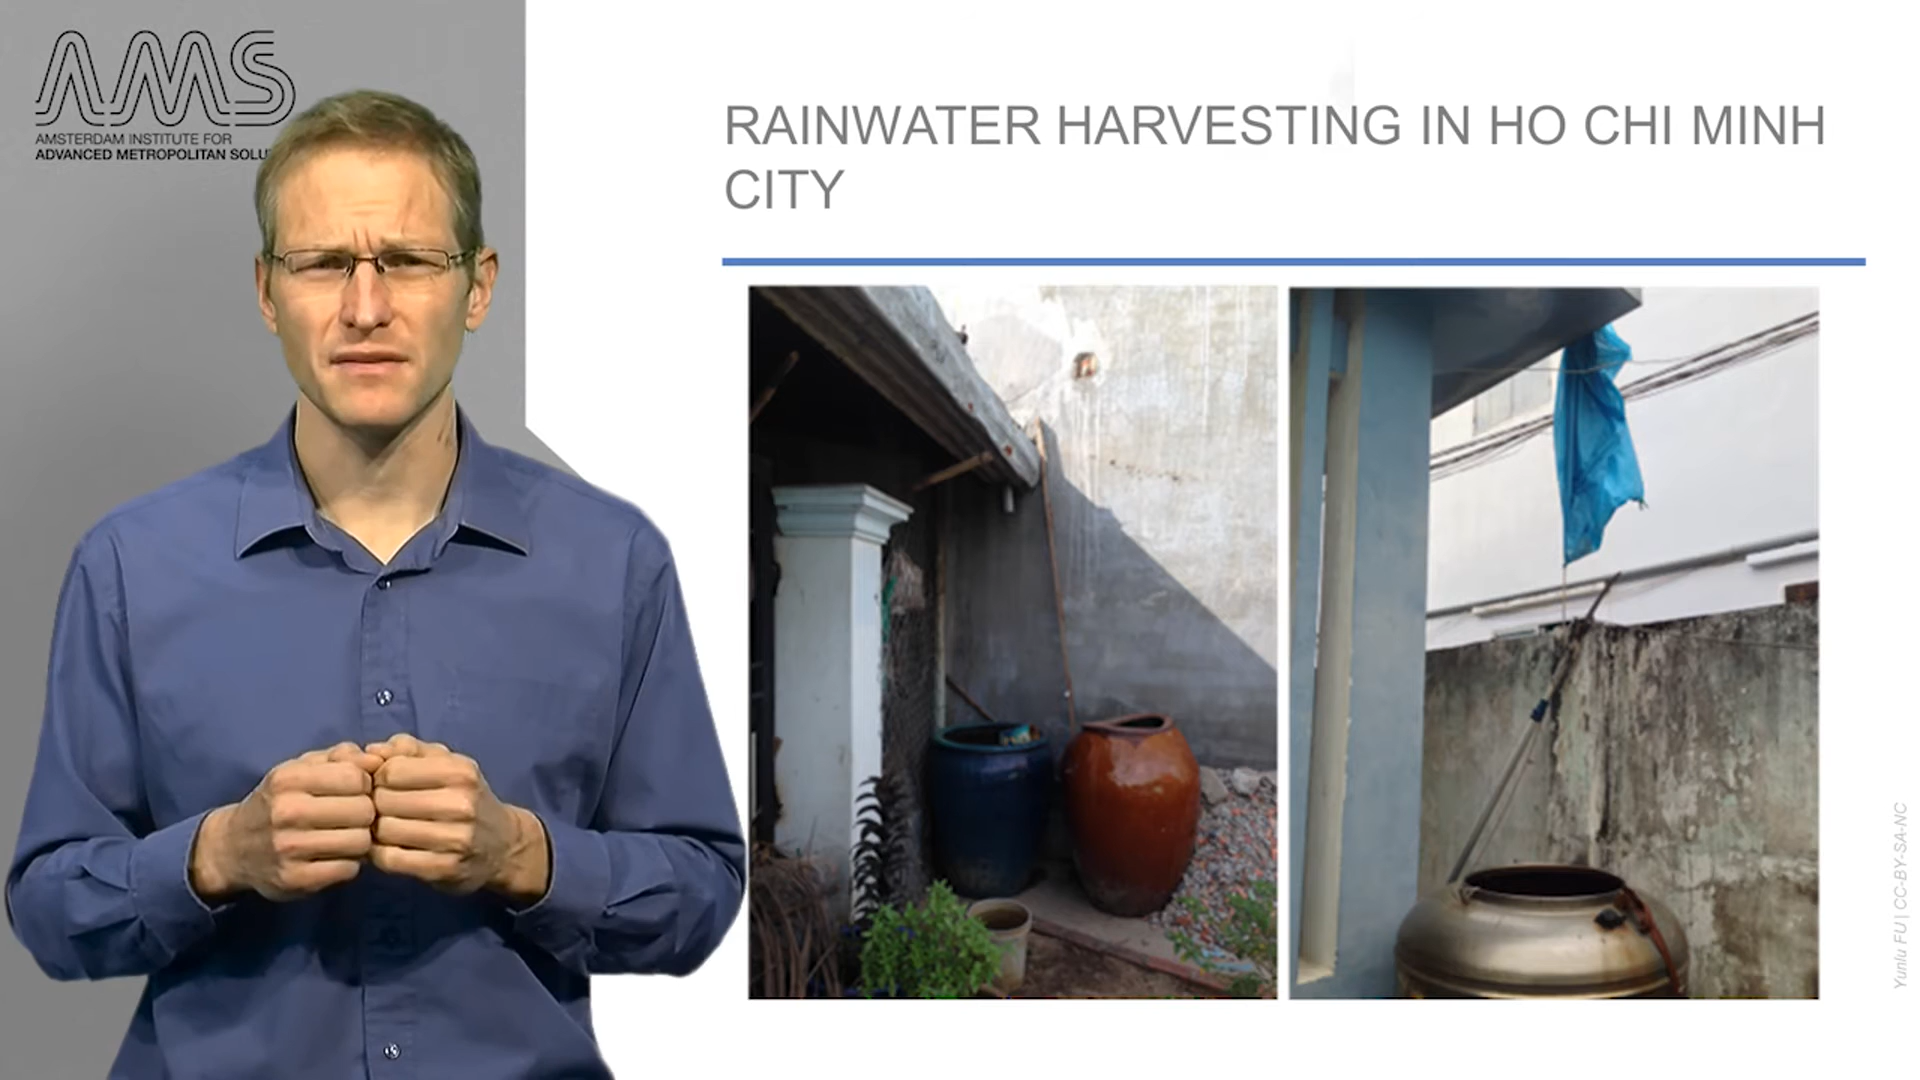 AMS
AMSTERDAM INSTITUTE FOR
ADVANCED METROPOLITAN SOLU
RAINWATER HARVESTING IN HO CHI MINH
CITY
Yunlu FU | CC-BY-SA-NC